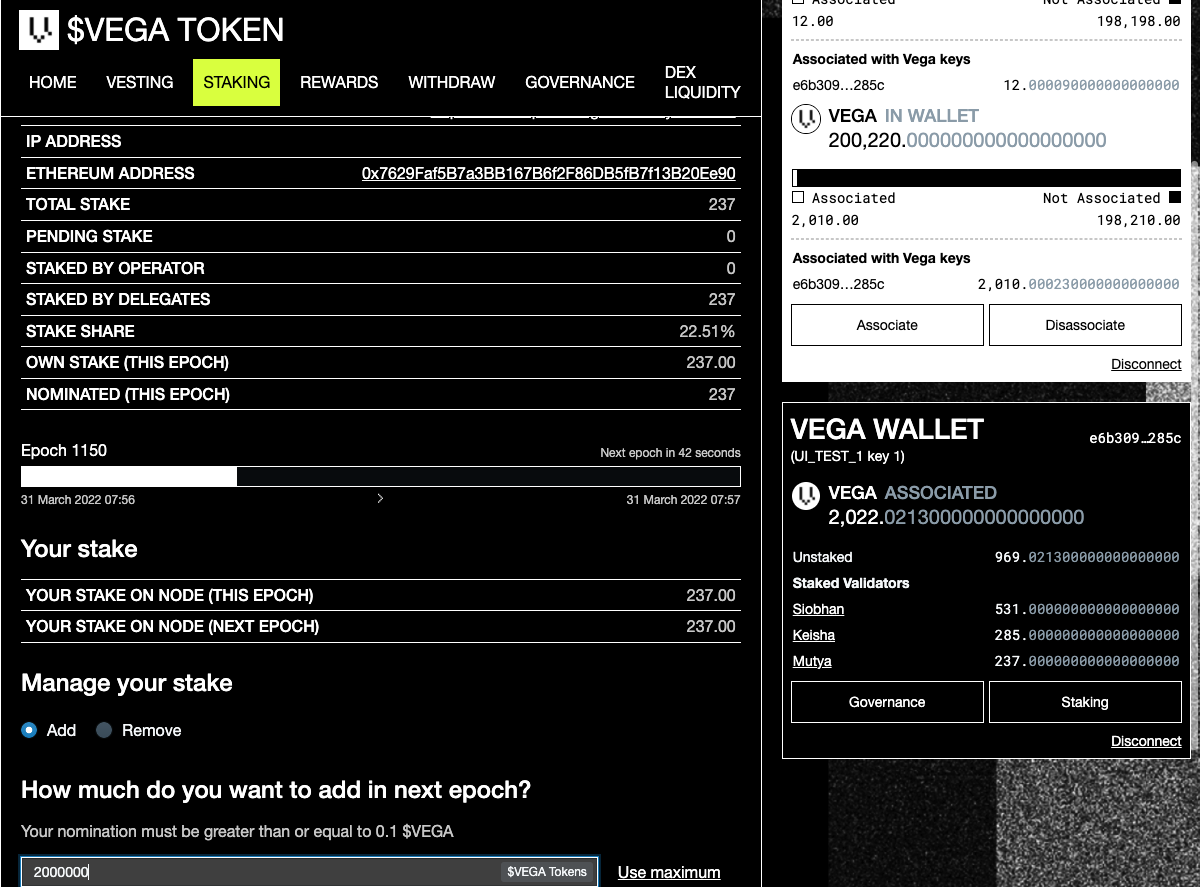 $VEGA TOKEN
HOME VESTING STAKING REWARDS WITHDRAW GOVERNANCE DEX LIQUIDITY
IP ADDRESS
ETHEREUM ADDRESS 0x7629Faf5B7a3BB167B6f2F86DB5fB7f13B20Ee90
TOTAL STAKE 237
PENDING STAKE 0
STAKED BY OPERATOR 0
STAKED BY DELEGATES 237
STAKE SHARE 22.51%
OWN STAKE (THIS EPOCH) 237.00
NOMINATED (THIS EPOCH) 237
Epoch 1150 Next epoch in 42 seconds
31 March 2022 07:56 31 March 2022 07:57
Your stake
YOUR STAKE ON NODE (THIS EPOCH) 237.00
YOUR STAKE ON NODE (NEXT EPOCH) 237.00
Manage your stake
Add Remove
How much do you want to add in next epoch?
Your nomination must be greater than or equal to 0.1 $VEGA
2000000 $VEGA Tokens Use maximum
Associated Not Associated
12.00 198,198.00
Associated with Vega keys
e6b309…285c 12.000090000000000000
VEGA IN WALLET
200,220.000000000000000000
Associated Not Associated
2,010.00 198,210.00
Associated with Vega keys
e6b309…285c 2,010.000230000000000000
Associate Disassociate
Disconnect
VEGA WALLET e6b309…285c
(UI_TEST_1 key 1)
VEGA ASSOCIATED
2,022.021300000000000000
Unstaked 969.021300000000000000
Staked Validators
Siobhan 531.000000000000000000
Keisha 285.000000000000000000
Mutya 237.000000000000000000
Governance Staking
Disconnect